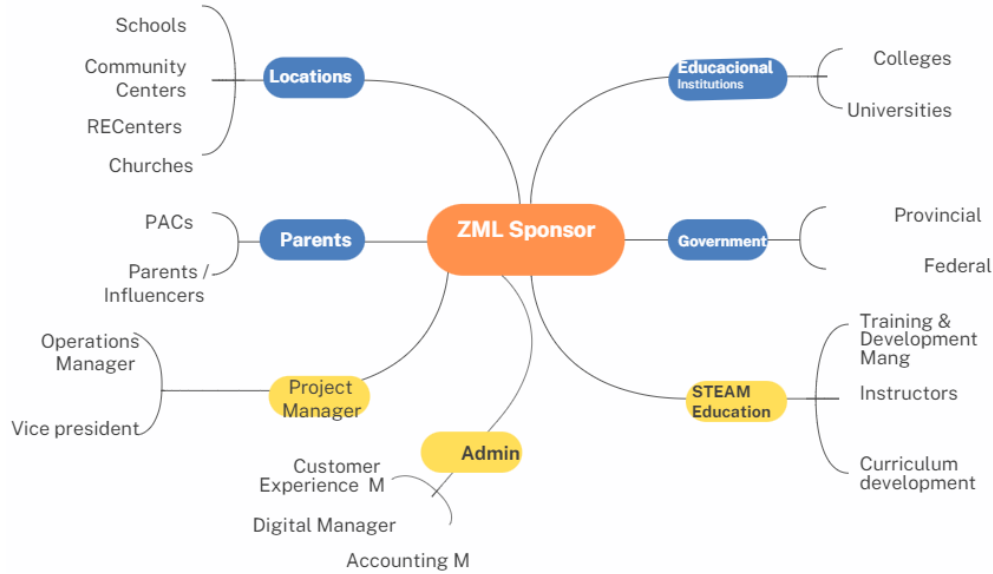 Schools
Community
Centers
RECenters
Churches
Locations
Educacional
Institutions
Colleges
Universities
ZML Sponsor
PACs
Parents /
Influencers
Parents
Government
Provincial
Federal
Operations
Manager
Vice president
Project
Manager
Admin
Customer
Experience M
Digital Manager
Accounting M
STEAM
Education
Training &
Development
Mang
Instructors
Curriculum
development